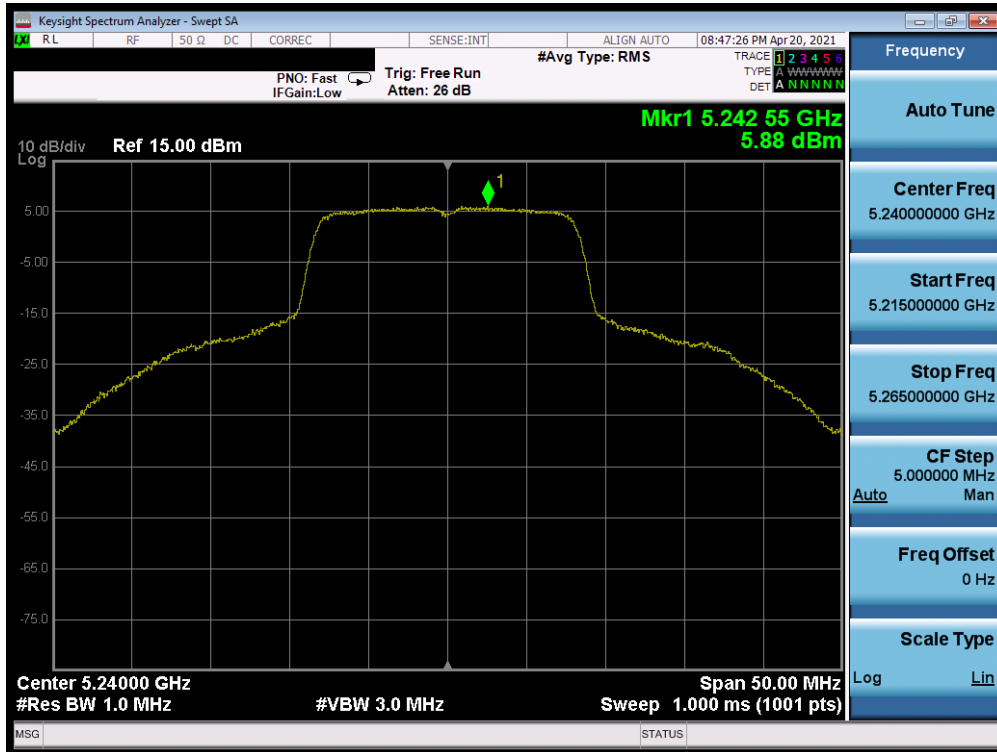 Keysight Spectrum Analyzer - Swept SA
LXI RL RF 50 Ω DC CORREC SENSE:INT ALIGN AUTO 08:47:26 PM Apr 20, 2021
#Avg Type: RMS TRACE 1 2 3 4 5 6
PNO: Fast Trig: Free Run TYPE A WWWWW
IFGain:Low Atten: 26 dB DET A N N N N N
Mkr1 5.242 55 GHz
5.88 dBm
10 dB/div Ref 15.00 dBm
Log
1
5.00
-5.00
-15.0
-25.0
-35.0
-45.0
-55.0
-65.0
-75.0
Center 5.24000 GHz Span 50.00 MHz
#Res BW 1.0 MHz #VBW 3.0 MHz Sweep 1.000 ms (1001 pts)
MSG STATUS
Frequency
Auto Tune
Center Freq
5.240000000 GHz
Start Freq
5.215000000 GHz
Stop Freq
5.265000000 GHz
CF Step
5.000000 MHz
Auto Man
Freq Offset
0 Hz
Scale Type
Log Lin